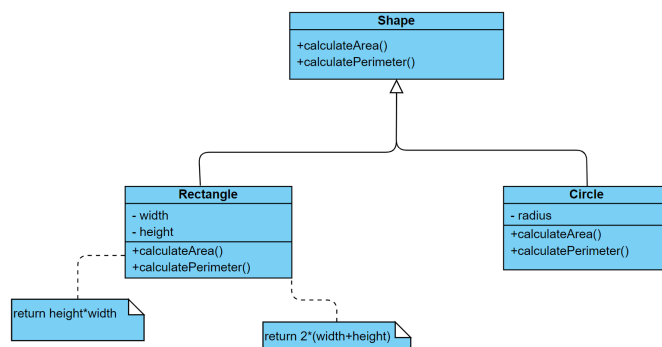 Shape
+calculateArea()
+calculatePerimeter()
Rectangle
- width
- height
+calculateArea()
+calculatePerimeter()
Circle
- radius
+calculateArea()
+calculatePerimeter()
return height*width
return 2*(width+height)